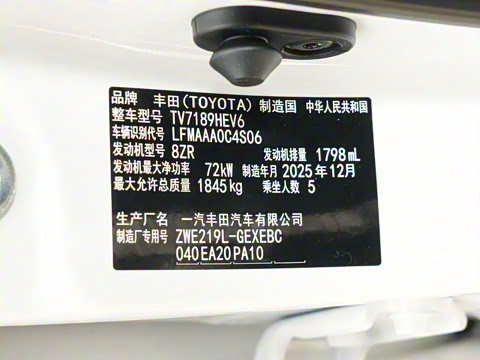 品牌 丰田(TOYOTA) 制造国 中华人民共和国
整车型号 TV7189HEV6
车辆识别代号 LFMAAA0C4S06
发动机型号 8ZR 发动机排量 1798 mL
发动机最大净功率 72kW 制造年月 2025年12月
最大允许总质量 1845kg 乘坐人数 5
生产厂名 一汽丰田汽车有限公司
制造厂专用号 ZWE219L-GEXEBC
040 EA20 PA10